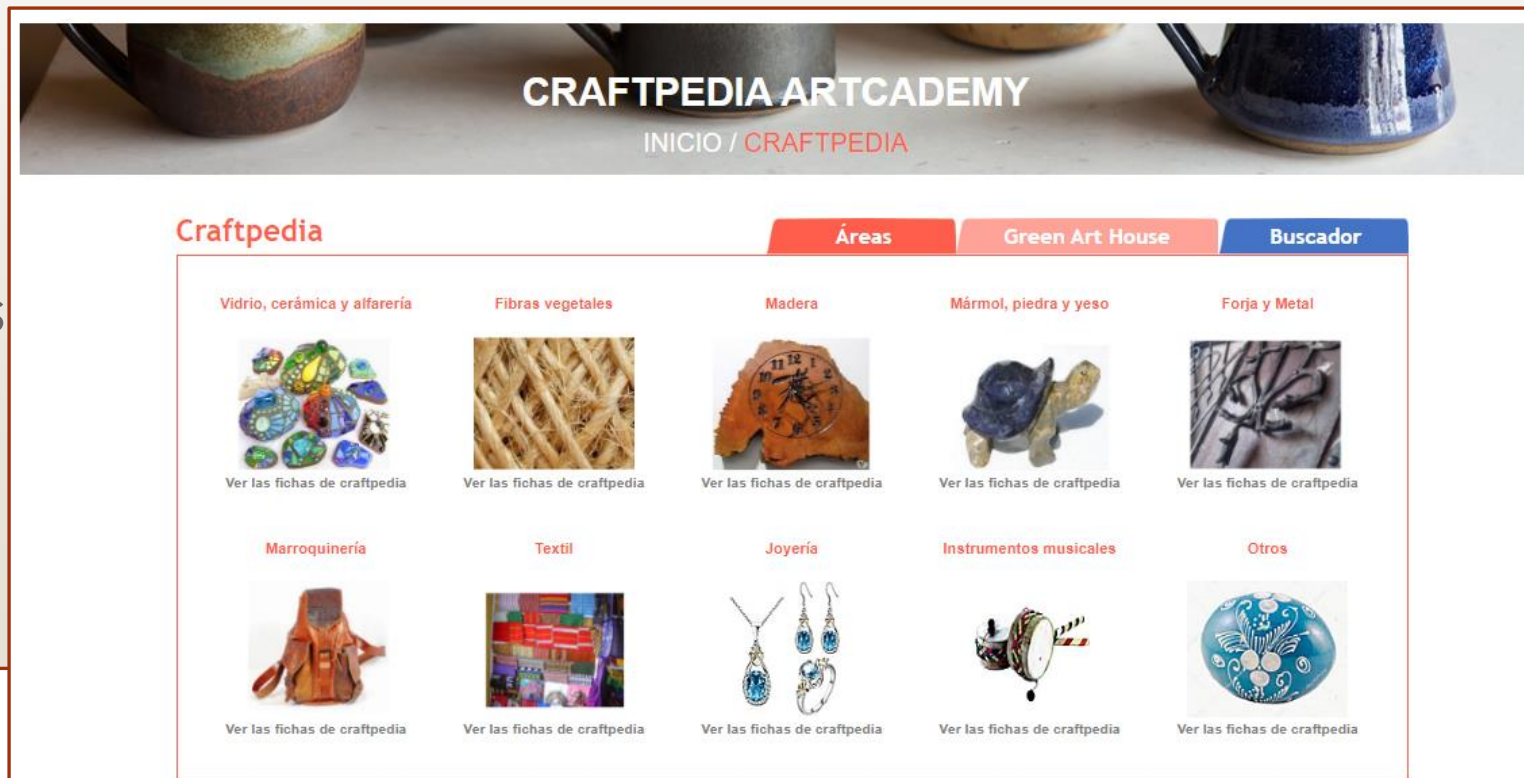 CRAFTPEDIA ARTCADEMY
INICIO / CRAFTPEDIA
Craftpedia
Áreas
Green Art House
Buscador
Vidrio, cerámica y alfarería
Fibras vegetales
Madera
Mármol, piedra y yeso
Forja y Metal
Ver las fichas de craftpedia
Ver las fichas de craftpedia
Ver las fichas de craftpedia
Ver las fichas de craftpedia
Ver las fichas de craftpedia
Marroquinería
Textil
Joyería
Instrumentos musicales
Otros
Ver las fichas de craftpedia
Ver las fichas de craftpedia
Ver las fichas de craftpedia
Ver las fichas de craftpedia
Ver las fichas de craftpedia